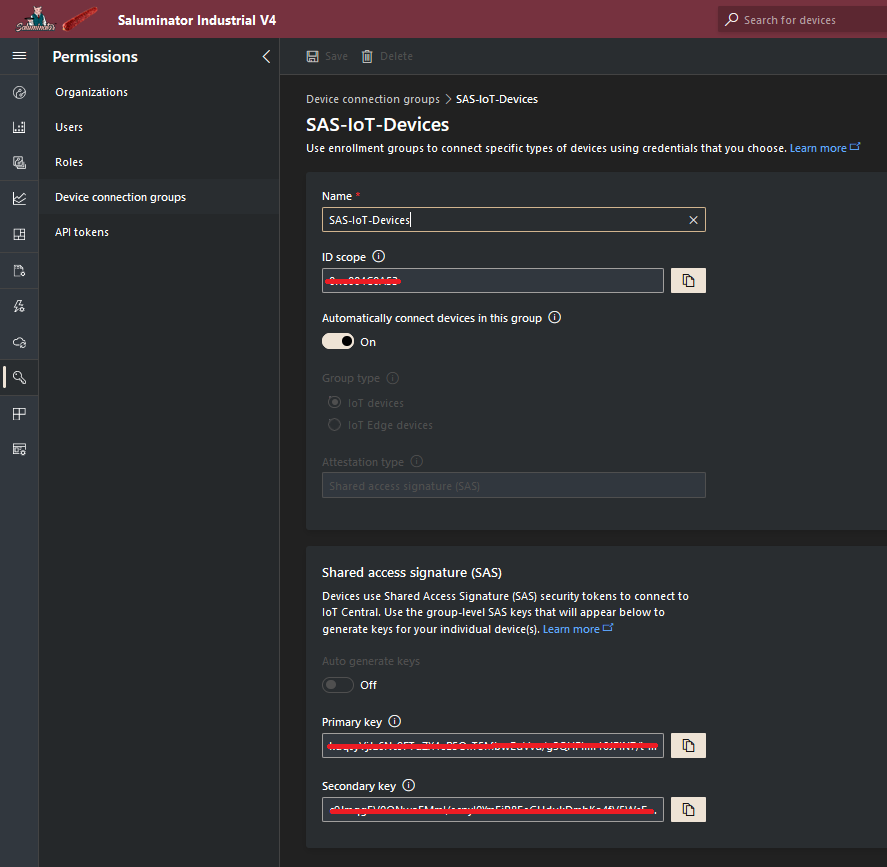 Saluminator
Saluminator Industrial V4
Search for devices
Permissions
Organizations
Users
Roles
Device connection groups
API tokens
Save
Delete
Device connection groups > SAS-IoT-Devices
SAS-IoT-Devices
Use enrollment groups to connect specific types of devices using credentials that you choose. Learn more
Name *
SAS-IoT-Devices
ID scope
Automatically connect devices in this group
On
Group type
IoT devices
IoT Edge devices
Attestation type
Shared access signature (SAS)
Shared access signature (SAS)
Devices use Shared Access Signature (SAS) security tokens to connect to
IoT Central. Use the group-level SAS keys that will appear below to
generate keys for your individual device(s). Learn more
Auto generate keys
Off
Primary key
Secondary key